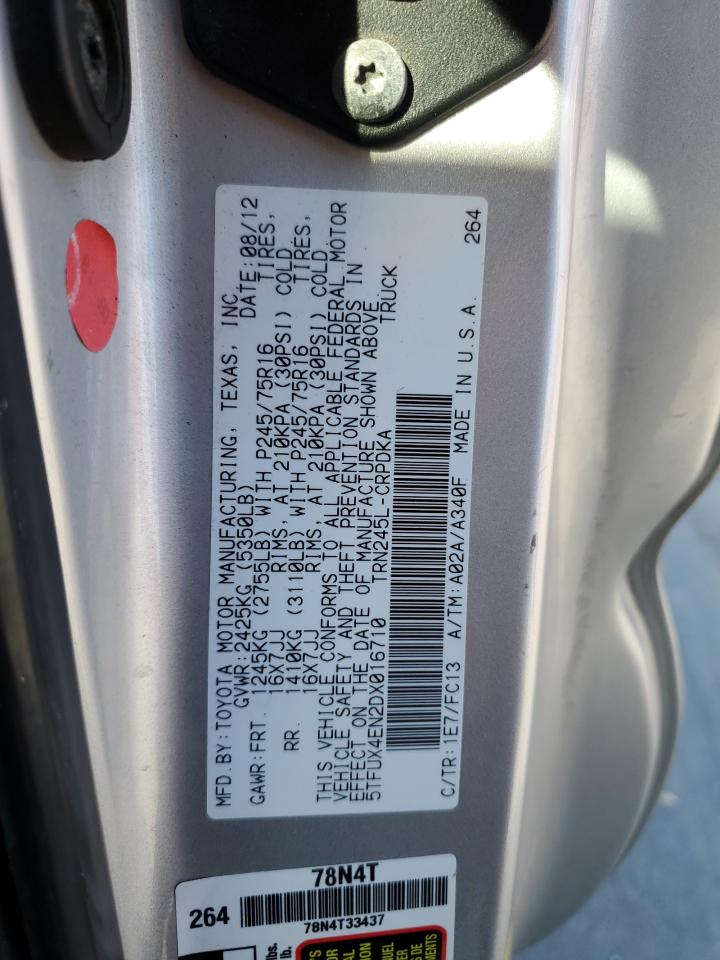 MFD.BY:TOYOTA MOTOR MANUFACTURING, TEXAS, INC.
GVWR:2425KG (5350LB) DATE:08/12
GAWR:FRT. 1245KG (2755LB) WITH P245/75R16 TIRES,
16X7JJ RIMS, AT 210KPA (30PSI) COLD
RR. 1410KG (3110LB) WITH P245/75R16 TIRES,
16X7JJ RIMS, AT 210KPA (30PSI) COLD
THIS VEHICLE CONFORMS TO ALL APPLICABLE FEDERAL MOTOR
VEHICLE SAFETY AND THEFT PREVENTION STANDARDS IN
EFFECT ON THE DATE OF MANUFACTURE SHOWN ABOVE.
5TFUX4EN2DX016710 TRN245L-CRPDKA TRUCK
C/TR:1E7/FC13 A/TM:A02A/A340F MADE IN U.S.A. 264
78N4T
264
78N4T33437
lbs.
lb.